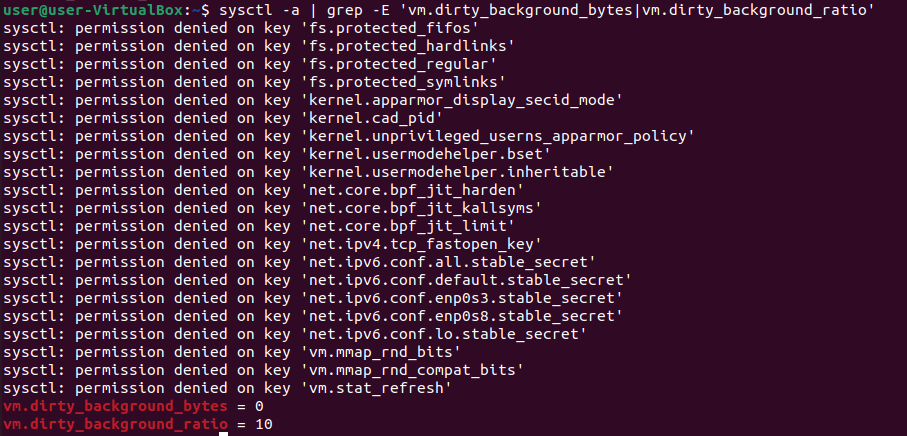 user@user-VirtualBox:~$ sysctl -a | grep -E 'vm.dirty_background_bytes|vm.dirty_background_ratio'
sysctl: permission denied on key 'fs.protected_fifos'
sysctl: permission denied on key 'fs.protected_hardlinks'
sysctl: permission denied on key 'fs.protected_regular'
sysctl: permission denied on key 'fs.protected_symlinks'
sysctl: permission denied on key 'kernel.apparmor_display_secid_mode'
sysctl: permission denied on key 'kernel.cad_pid'
sysctl: permission denied on key 'kernel.unprivileged_userns_apparmor_policy'
sysctl: permission denied on key 'kernel.usermodehelper.bset'
sysctl: permission denied on key 'kernel.usermodehelper.inheritable'
sysctl: permission denied on key 'net.core.bpf_jit_harden'
sysctl: permission denied on key 'net.core.bpf_jit_kallsyms'
sysctl: permission denied on key 'net.core.bpf_jit_limit'
sysctl: permission denied on key 'net.ipv4.tcp_fastopen_key'
sysctl: permission denied on key 'net.ipv6.conf.all.stable_secret'
sysctl: permission denied on key 'net.ipv6.conf.default.stable_secret'
sysctl: permission denied on key 'net.ipv6.conf.enp0s3.stable_secret'
sysctl: permission denied on key 'net.ipv6.conf.enp0s8.stable_secret'
sysctl: permission denied on key 'net.ipv6.conf.lo.stable_secret'
sysctl: permission denied on key 'vm.mmap_rnd_bits'
sysctl: permission denied on key 'vm.mmap_rnd_compat_bits'
sysctl: permission denied on key 'vm.stat_refresh'
vm.dirty_background_bytes = 0
vm.dirty_background_ratio = 10